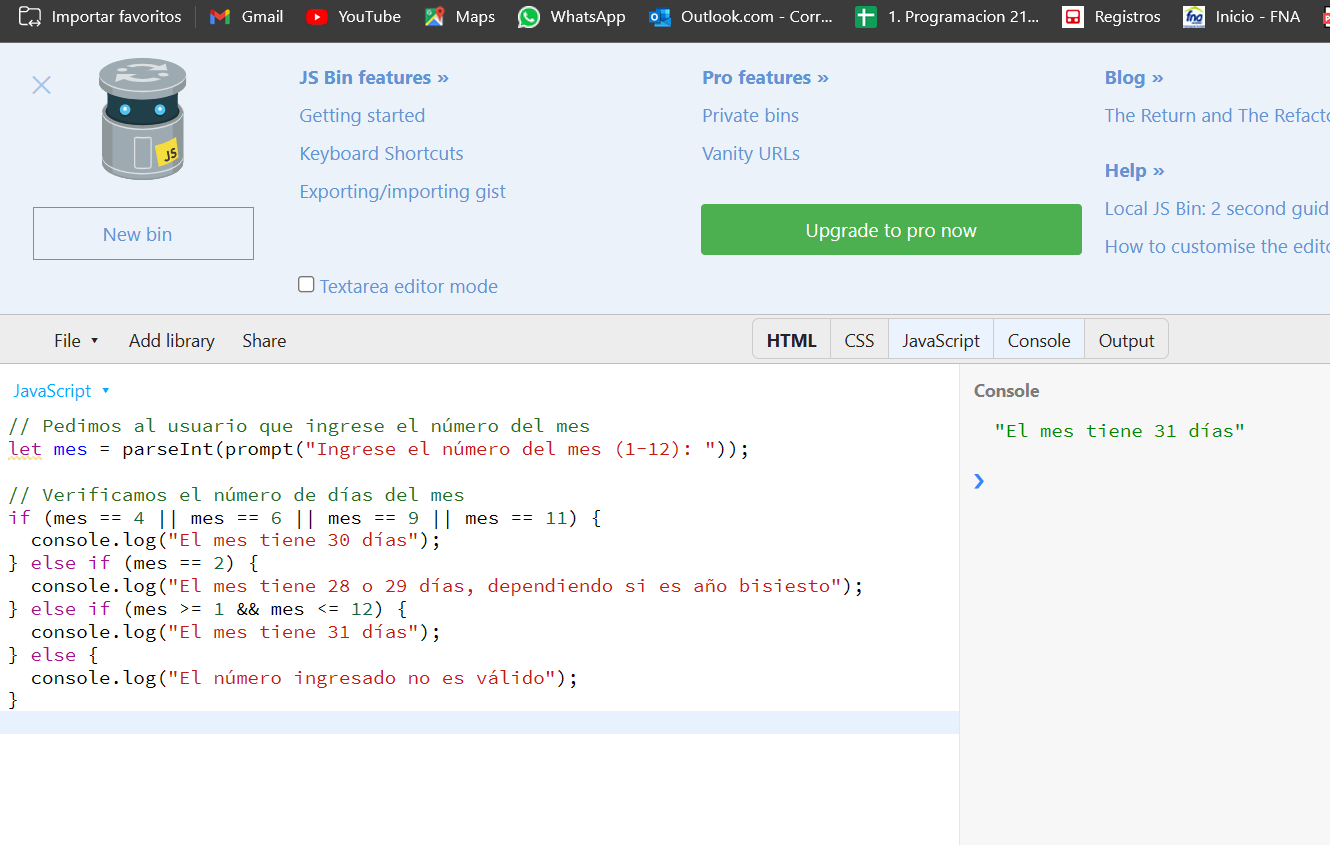 Importar favoritos Gmail YouTube Maps WhatsApp Outlook.com - Corr... 1. Programacion 21... Registros fna Inicio - FNA
JS Bin features »
Getting started
Keyboard Shortcuts
Exporting/importing gist
Textarea editor mode
JS
New bin
Pro features »
Private bins
Vanity URLs
Upgrade to pro now
Blog »
The Return and The Refacto
Help »
Local JS Bin: 2 second guid
How to customise the edito
File Add library Share HTML CSS JavaScript Console Output
JavaScript
// Pedimos al usuario que ingrese el número del mes
let mes = parseInt(prompt("Ingrese el número del mes (1-12): "));
// Verificamos el número de días del mes
if (mes == 4 || mes == 6 || mes == 9 || mes == 11) {
  console.log("El mes tiene 30 días");
} else if (mes == 2) {
  console.log("El mes tiene 28 o 29 días, dependiendo si es año bisiesto");
} else if (mes >= 1 && mes <= 12) {
  console.log("El mes tiene 31 días");
} else {
  console.log("El número ingresado no es válido");
}
Console
"El mes tiene 31 días"